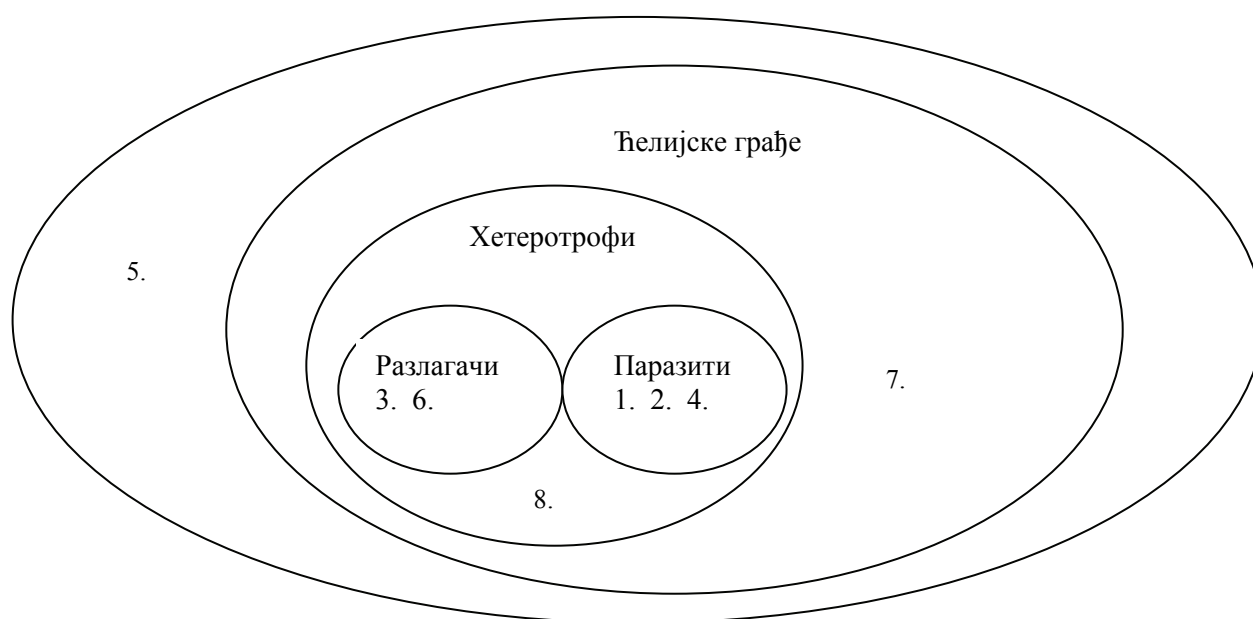 Ћелијске грађе
Хетеротрофи
5.
Разлагачи
3. 6.
Паразити
1. 2. 4.
7.
8.